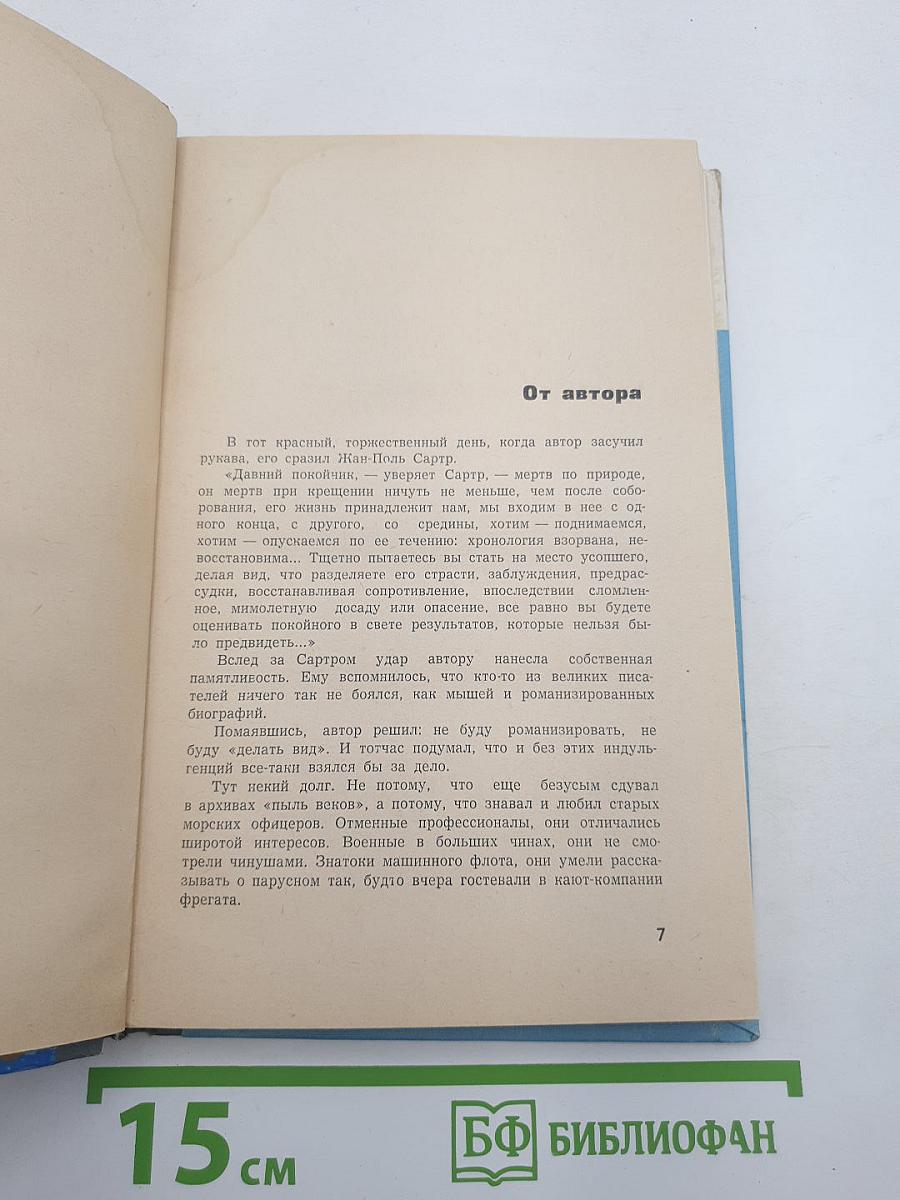 От автора
В тот красный, торжественный день, когда автор засучил
рукава, его сразил Жан-Поль Сартр.
«Давний покойчик, — уверяет Сартр, — мертв по природе,
он мертв при крещении ничуть не меньше, чем после собо-
рования, его жизнь принадлежит нам, мы входим в нее с од-
ного конца, с другого, со средины, хотим — поднимаемся,
хотим — опускаемся по ее течению: хронология взорвана, не-
восстановима... Тщетно пытаетесь вы стать на место усопшего,
делая вид, что разделяете его страсти, заблуждения, предрас-
судки, восстанавливая сопротивление, впоследствии сломлен-
ное, мимолетную досаду или опасение, все равно вы будете
оценивать покойного в свете результатов, которые нельзя бы-
ло предвидеть...»
Вслед за Сартром удар автору нанесла собственная
памятливость. Ему вспомнилось, что кто-то из великих писа-
телей ничего так не боялся, как мышей и романизированных
биографий.
Помаявшись, автор решил: не буду романизировать, не
буду «делать вид». И тотчас подумал, что и без этих индуль-
генций все-таки взялся бы за дело.
Тут некий долг. Не потому, что еще безусым сдувал
в архивах «пыль веков», а потому, что знавал и любил старых
морских офицеров. Отменные профессионалы, они отличались
широтой интересов. Военные в больших чинах, они не смо-
трели чинушами. Знатоки машинного флота, они умели расска-
зывать о парусном так, будто вчера гостевали в кают-компании
фрегата.
7
15 см
БФ БИБЛИОФАН